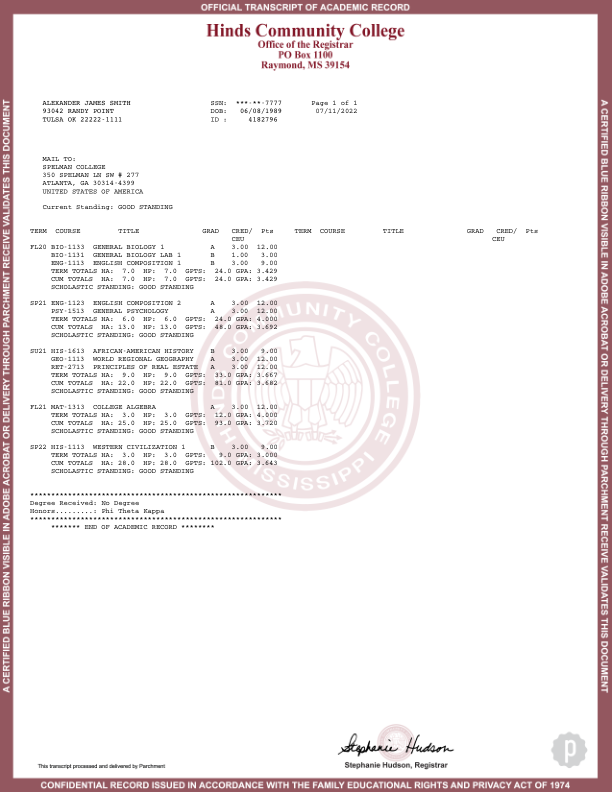 OFFICIAL TRANSCRIPT OF ACADEMIC RECORD
Hinds Community College
Office of the Registrar
PO Box 1100
Raymond, MS 39154
ALEXANDER JAMES SMITH SSN: ***-**-7777 Page 1 of 1
93042 RANDY POINT DOB: 06/08/1989 07/11/2022
TULSA OK 22222-1111 ID : 4182796
MAIL TO:
SPELMAN COLLEGE
350 SPELMAN LN SW # 277
ATLANTA, GA 30314-4399
UNITED STATES OF AMERICA
Current Standing: GOOD STANDING
TERM COURSE TITLE GRAD CRED/ Pts TERM COURSE TITLE GRAD CRED/ Pts
CEU CEU
FL20 BIO-1133 GENERAL BIOLOGY 1 A 3.00 12.00
BIO-1131 GENERAL BIOLOGY LAB 1 B 1.00 3.00
ENG-1113 ENGLISH COMPOSITION 1 B 3.00 9.00
TERM TOTALS HA: 7.0 HP: 7.0 GPTS: 24.0 GPA: 3.429
CUM TOTALS HA: 7.0 HP: 7.0 GPTS: 24.0 GPA: 3.429
SCHOLASTIC STANDING: GOOD STANDING
SP21 ENG-1123 ENGLISH COMPOSITION 2 A 3.00 12.00
PSY-1513 GENERAL PSYCHOLOGY A 3.00 12.00
TERM TOTALS HA: 6.0 HP: 6.0 GPTS: 24.0 GPA: 4.000
CUM TOTALS HA: 13.0 HP: 13.0 GPTS: 48.0 GPA: 3.692
SCHOLASTIC STANDING: GOOD STANDING
SU21 HIS-1613 AFRICAN-AMERICAN HISTORY B 3.00 9.00
GEO-1113 WORLD REGIONAL GEOGRAPHY A 3.00 12.00
RET-2713 PRINCIPLES OF REAL ESTATE A 3.00 12.00
TERM TOTALS HA: 9.0 HP: 9.0 GPTS: 33.0 GPA: 3.667
CUM TOTALS HA: 22.0 HP: 22.0 GPTS: 81.0 GPA: 3.682
SCHOLASTIC STANDING: GOOD STANDING
FL21 MAT-1313 COLLEGE ALGEBRA A 3.00 12.00
TERM TOTALS HA: 3.0 HP: 3.0 GPTS: 12.0 GPA: 4.000
CUM TOTALS HA: 25.0 HP: 25.0 GPTS: 93.0 GPA: 3.720
SCHOLASTIC STANDING: GOOD STANDING
SP22 HIS-1113 WESTERN CIVILIZATION 1 B 3.00 9.00
TERM TOTALS HA: 3.0 HP: 3.0 GPTS: 9.0 GPA: 3.000
CUM TOTALS HA: 28.0 HP: 28.0 GPTS: 102.0 GPA: 3.643
SCHOLASTIC STANDING: GOOD STANDING
************************************************************
Degree Received: No Degree
Honors.........: Phi Theta Kappa
************************************************************
******* END OF ACADEMIC RECORD ********
HINDS COMMUNITY COLLEGE
MISSISSIPPI
Stephanie Hudson
Stephanie Hudson, Registrar
p
This transcript processed and delivered by Parchment
CONFIDENTIAL RECORD ISSUED IN ACCORDANCE WITH THE FAMILY EDUCATIONAL RIGHTS AND PRIVACY ACT OF 1974
A CERTIFIED BLUE RIBBON VISIBLE IN ADOBE ACROBAT OR DELIVERY THROUGH PARCHMENT RECEIVE VALIDATES THIS DOCUMENT
A CERTIFIED BLUE RIBBON VISIBLE IN ADOBE ACROBAT OR DELIVERY THROUGH PARCHMENT RECEIVE VALIDATES THIS DOCUMENT